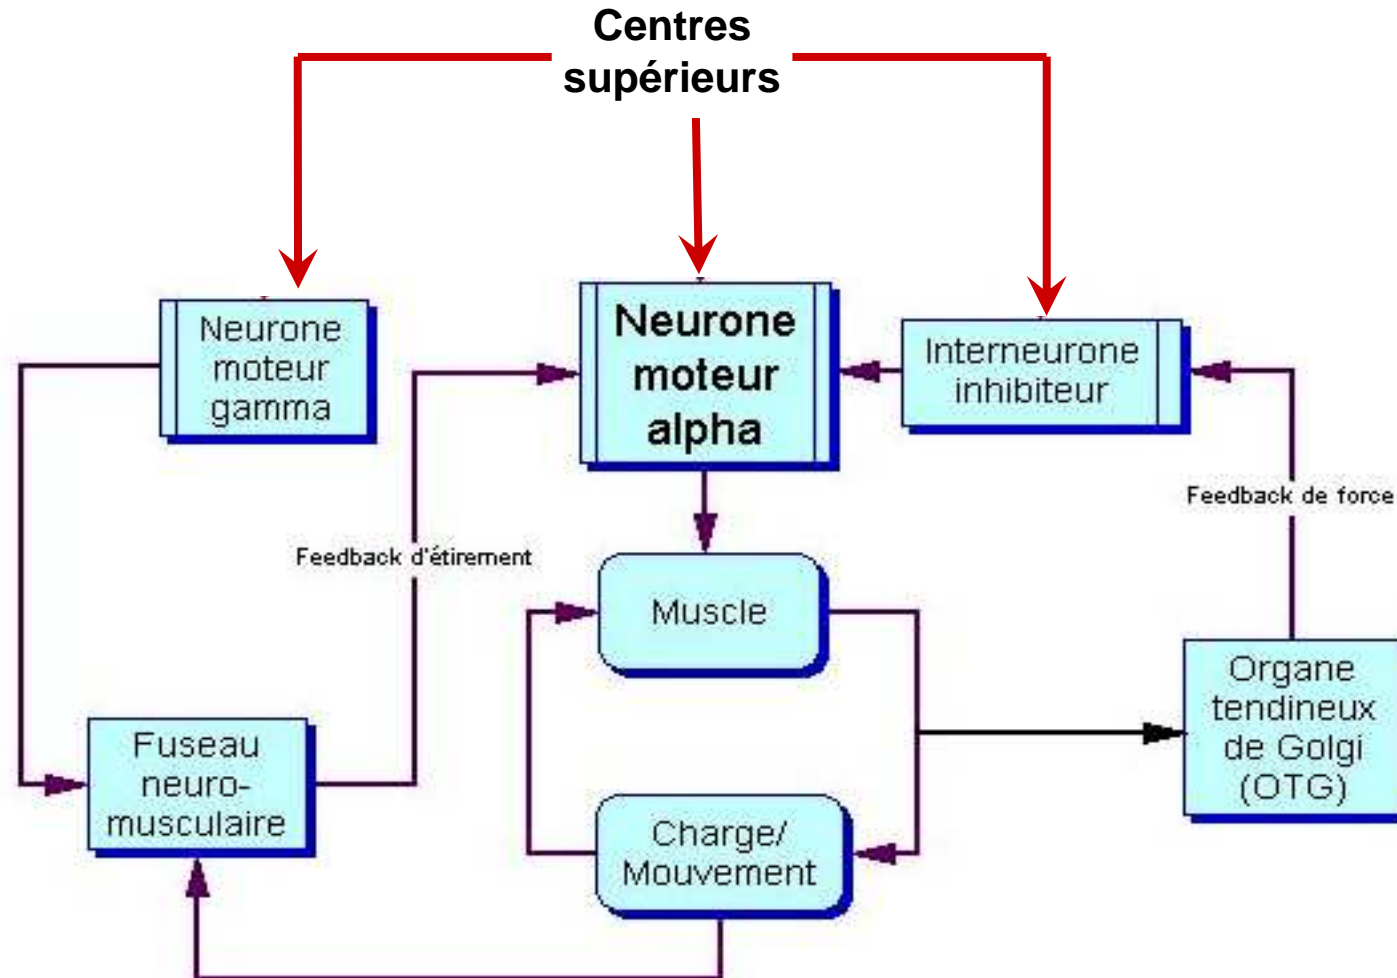 Centres
supérieurs
Neurone
moteur
gamma
Neurone
moteur
alpha
Interneurone
inhibiteur
Feedback de force
Feedback d'étirement
Muscle
Organe
tendineux
de Golgi
(OTG)
Fuseau
neuro-
musculaire
Charge/
Mouvement